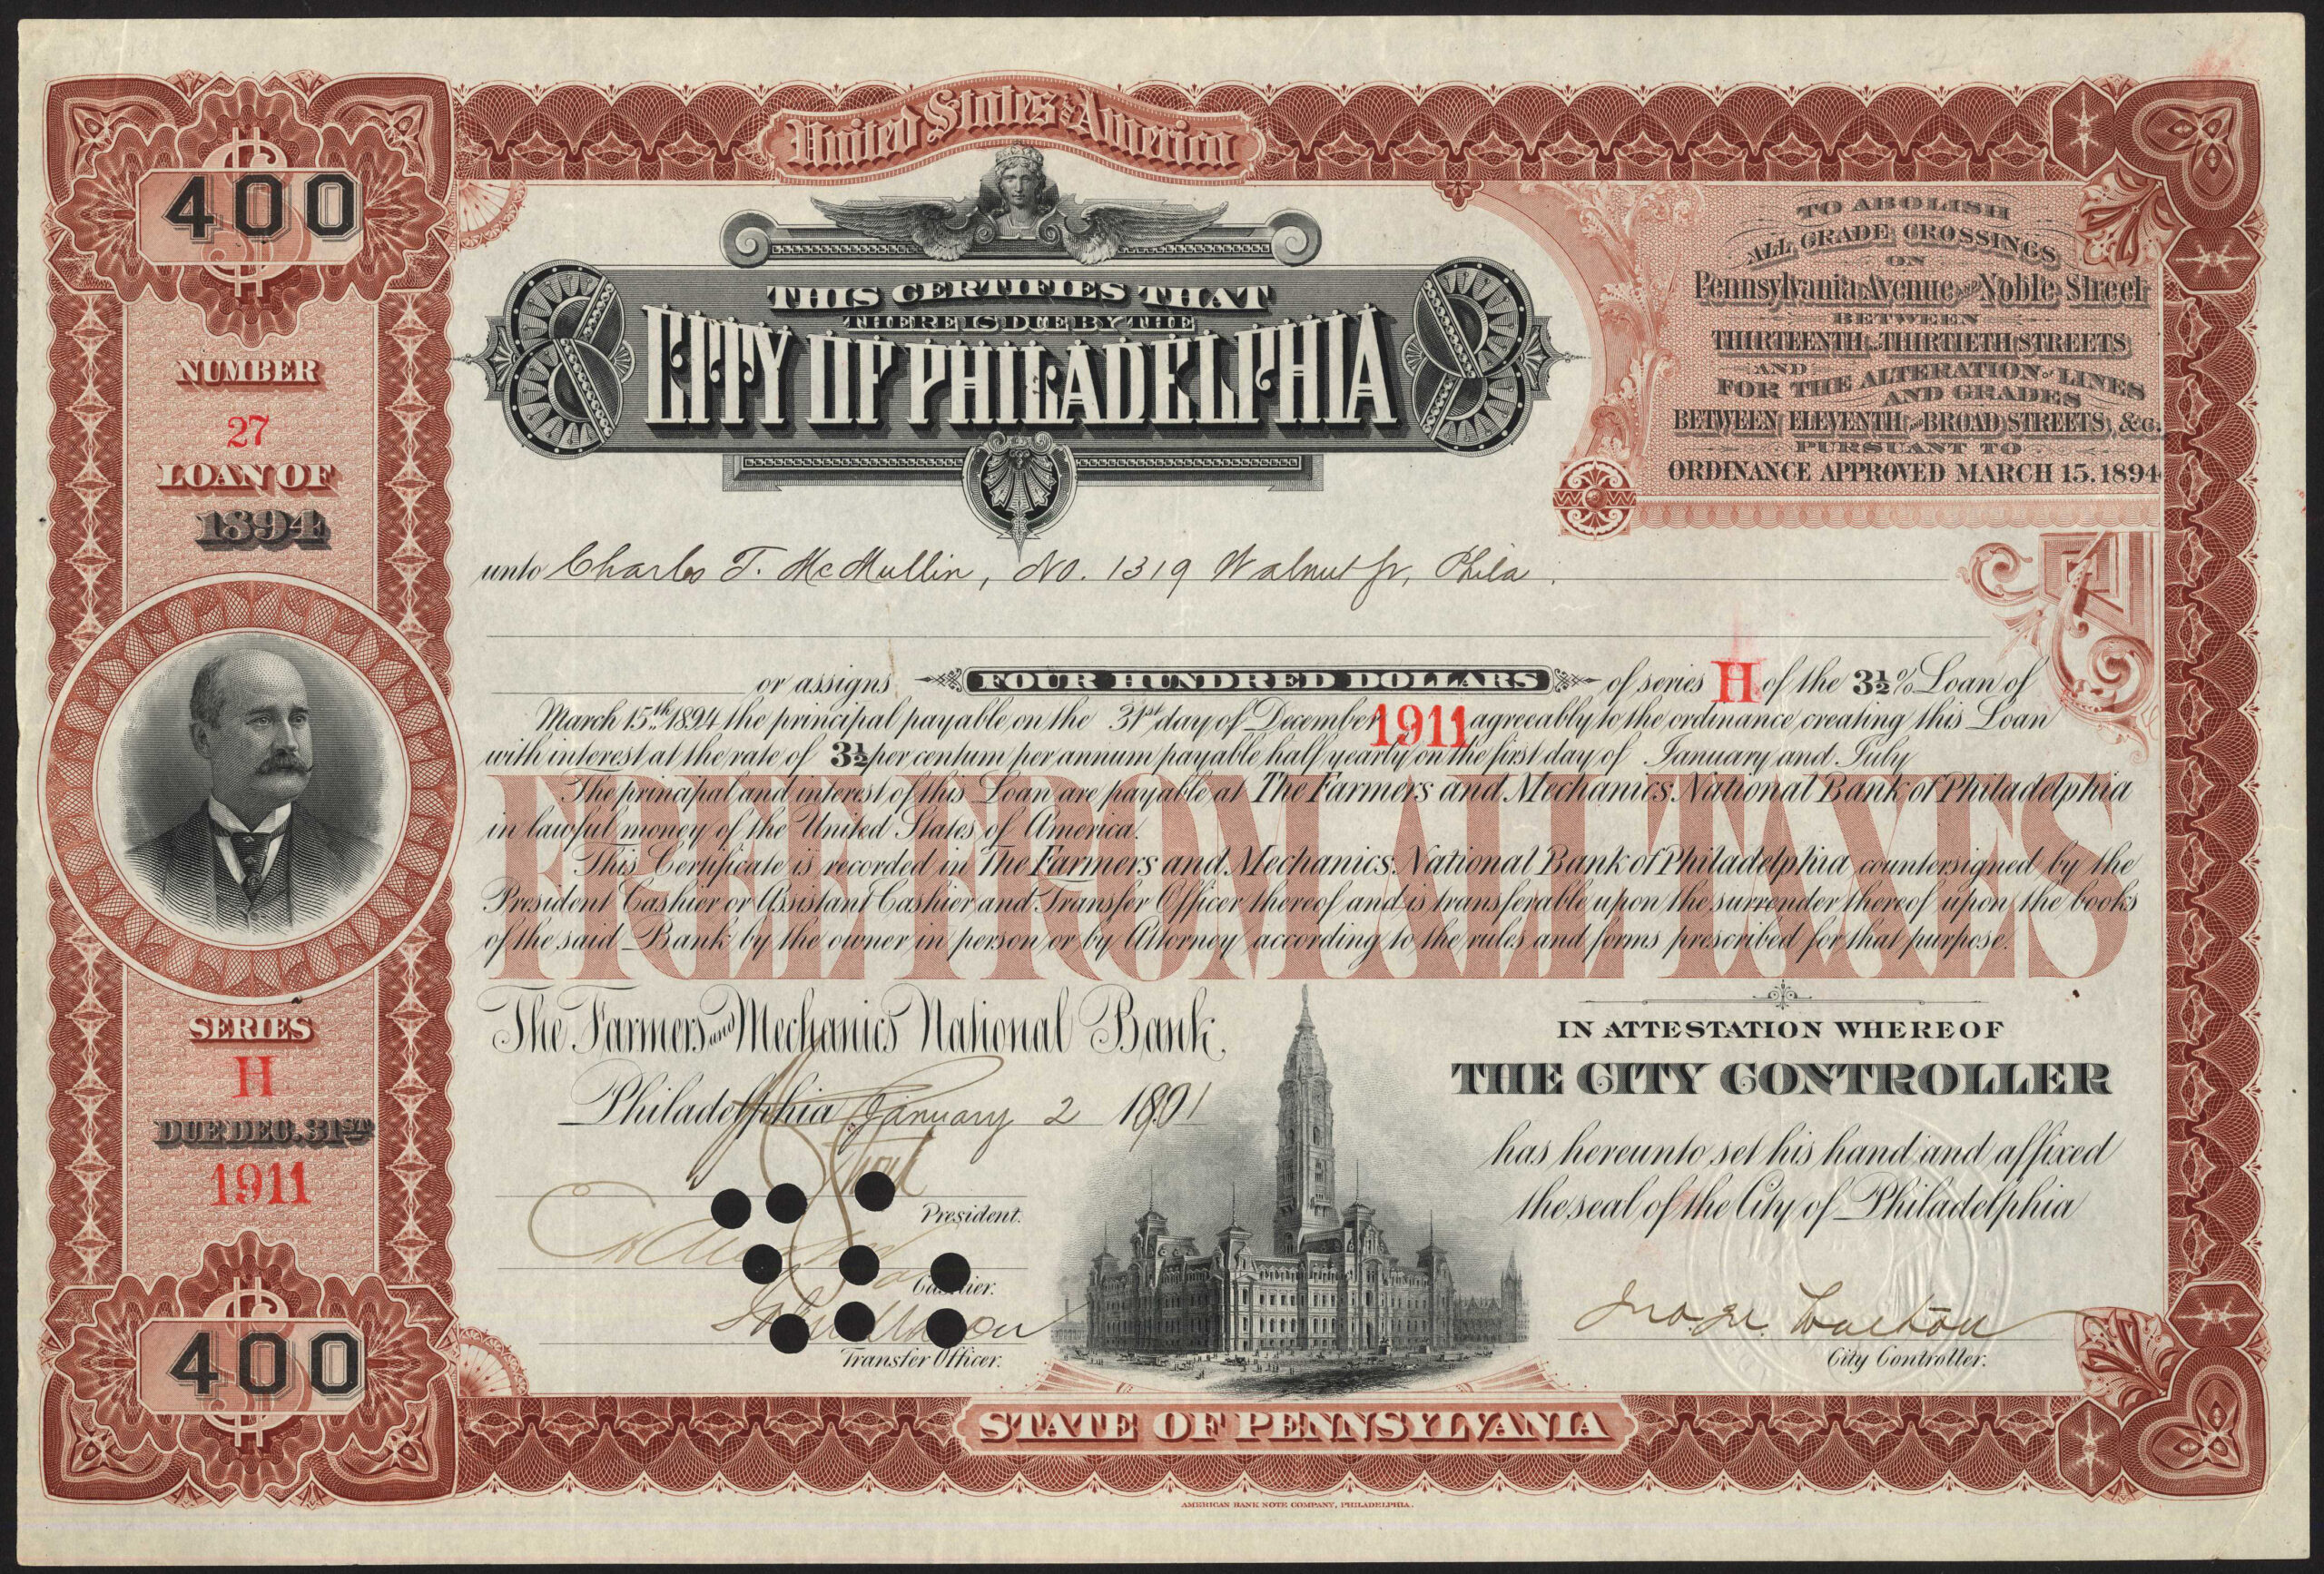 United States of America
400
THIS CERTIFIES THAT
THERE IS DUE BY THE
CITY OF PHILADELPHIA
TO ABOLISH
ALL GRADE CROSSINGS
ON
Pennsylvania Avenue AND Noble Street
BETWEEN
THIRTEENTH & THIRTIETH STREETS
AND
FOR THE ALTERATION OF LINES
AND GRADES
BETWEEN ELEVENTH AND BROAD STREETS, &c.
PURSUANT TO
ORDINANCE APPROVED MARCH 15. 1894
NUMBER
27
LOAN OF
1894
unto Charles T. McMullin, No. 1319 Walnut St, Phila.
or assigns FOUR HUNDRED DOLLARS of series H of the 3½% Loan of
March 15th 1894 the principal payable on the 31st day of December 1911 agreeably to the ordinance creating this Loan
with interest at the rate of 3½ per centum per annum payable half yearly on the first day of January and July
FREE FROM ALL TAXES
The principal and interest of this Loan are payable at The Farmers and Mechanics National Bank of Philadelphia
in lawful money of the United States of America.
This Certificate is recorded in The Farmers and Mechanics National Bank of Philadelphia countersigned by the
President Cashier or Assistant Cashier and Transfer Officer thereof and is transferable upon the surrender thereof upon the books
of the said Bank by the owner in person or by Attorney according to the rules and forms prescribed for that purpose.
SERIES
H
DUE DEC. 31ST
1911
400
The Farmers and Mechanics National Bank,
Philadelphia January 2 1901
President.
Cashier.
Transfer Officer.
IN ATTESTATION WHEREOF
THE CITY CONTROLLER
has hereunto set his hand and affixed
the seal of the City of Philadelphia
Jno M Walton
City Controller.
STATE OF PENNSYLVANIA
AMERICAN BANK NOTE COMPANY, PHILADELPHIA.